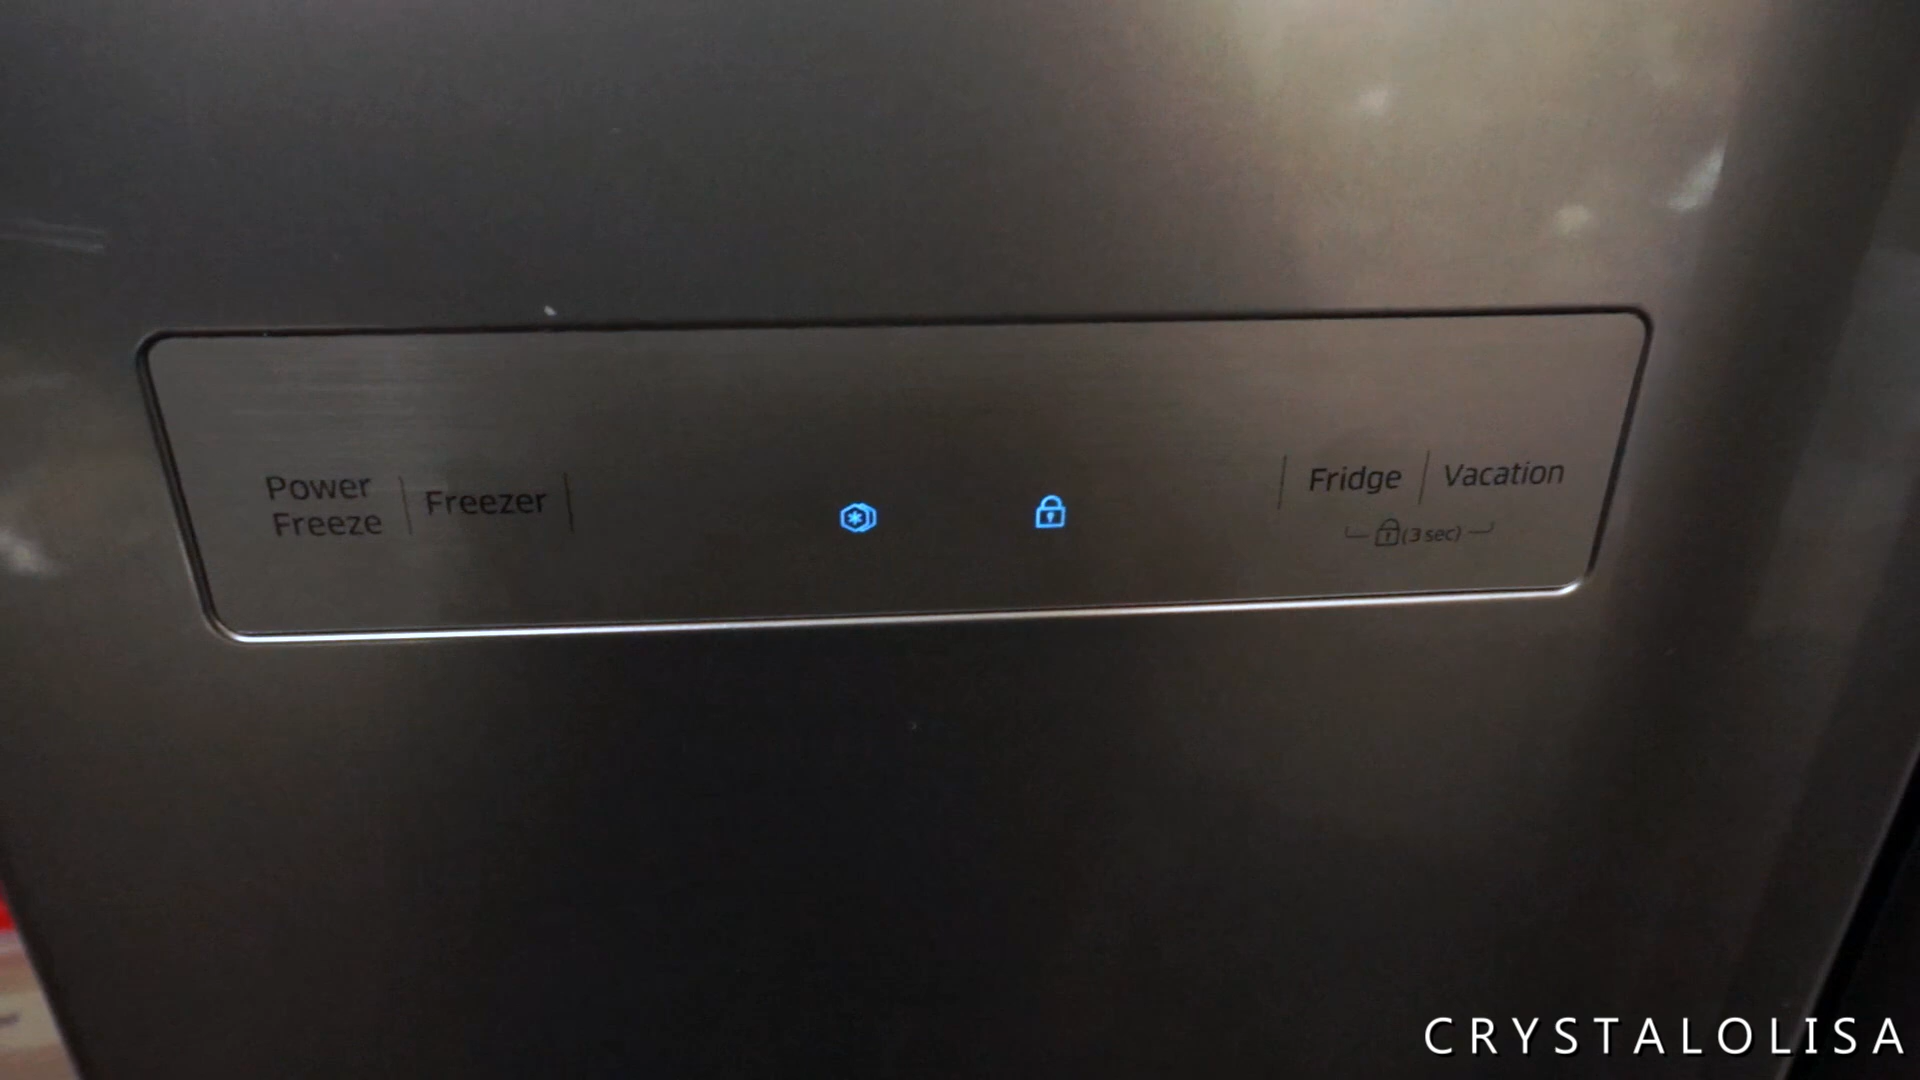 Power
Freeze
Freezer
Fridge
Vacation
(3 sec)
CRYSTALOLISA